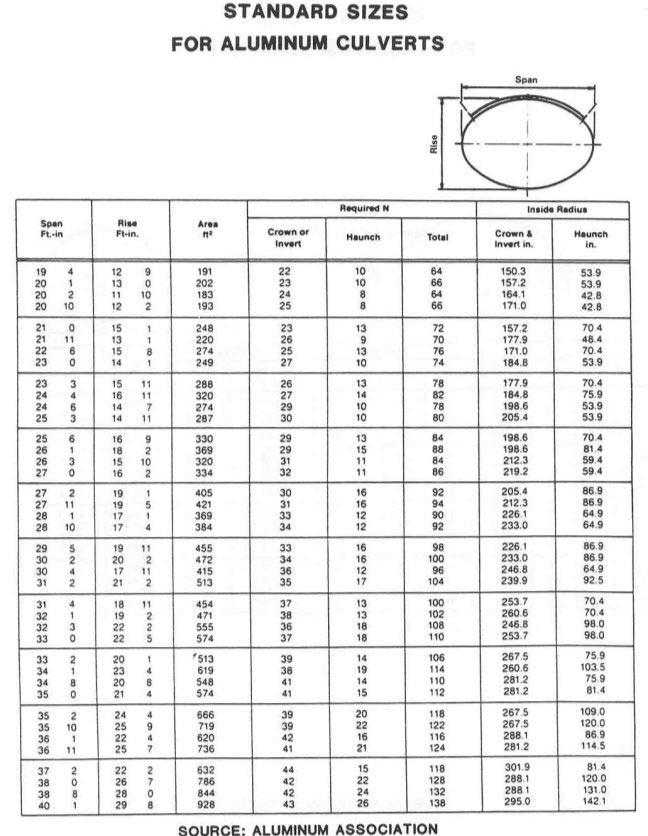 STANDARD SIZES
FOR ALUMINUM CULVERTS
Span
Rise
Required N
Inside Radius
Span Ft.-in
Rise Ft-in.
Area ft²
Crown or Invert
Haunch
Total
Crown & Invert in.
Haunch in.
19 4 12 9 191 22 10 64 150.3 53.9
20 1 13 0 202 23 10 66 157.2 53.9
20 2 11 10 183 24 8 64 164.1 42.8
20 10 12 2 193 25 8 66 171.0 42.8
21 0 15 1 248 23 13 72 157.2 70.4
21 11 13 1 220 26 9 70 177.9 48.4
22 6 15 8 274 25 13 76 171.0 70.4
23 0 14 1 249 27 10 74 184.8 53.9
23 3 15 11 288 26 13 78 177.9 70.4
24 4 16 11 320 27 14 82 184.8 75.9
24 6 14 7 274 29 10 78 198.6 53.9
25 3 14 11 287 30 10 80 205.4 53.9
25 6 16 9 330 29 13 84 198.6 70.4
26 1 18 2 369 29 15 88 198.6 81.4
26 3 15 10 320 31 11 84 212.3 59.4
27 0 16 2 334 32 11 86 219.2 59.4
27 2 19 1 405 30 16 92 205.4 86.9
27 11 19 5 421 31 16 94 212.3 86.9
28 1 17 1 369 33 12 90 226.1 64.9
28 10 17 4 384 34 12 92 233.0 64.9
29 5 19 11 455 33 16 98 226.1 86.9
30 2 20 2 472 34 16 100 233.0 86.9
30 4 17 11 415 36 12 96 246.8 64.9
31 2 21 2 513 35 17 104 239.9 92.5
31 4 18 11 454 37 13 100 253.7 70.4
32 1 19 2 471 38 13 102 260.6 70.4
32 3 22 2 555 36 18 108 246.8 98.0
33 0 22 5 574 37 18 110 253.7 98.0
33 2 20 1 513 39 14 106 267.5 75.9
34 1 23 4 619 38 19 114 260.6 103.5
34 8 20 8 548 41 14 110 281.2 75.9
35 0 21 4 574 41 15 112 281.2 81.4
35 2 24 4 666 39 20 118 267.5 109.0
35 10 25 9 719 39 22 122 267.5 120.0
36 1 22 4 620 42 16 116 288.1 86.9
36 11 25 7 736 41 21 124 281.2 114.5
37 2 22 2 632 44 15 118 301.9 81.4
38 0 26 7 786 42 22 128 288.1 120.0
38 8 28 0 844 42 24 132 288.1 131.0
40 1 29 8 928 43 26 138 295.0 142.1
SOURCE: ALUMINUM ASSOCIATION